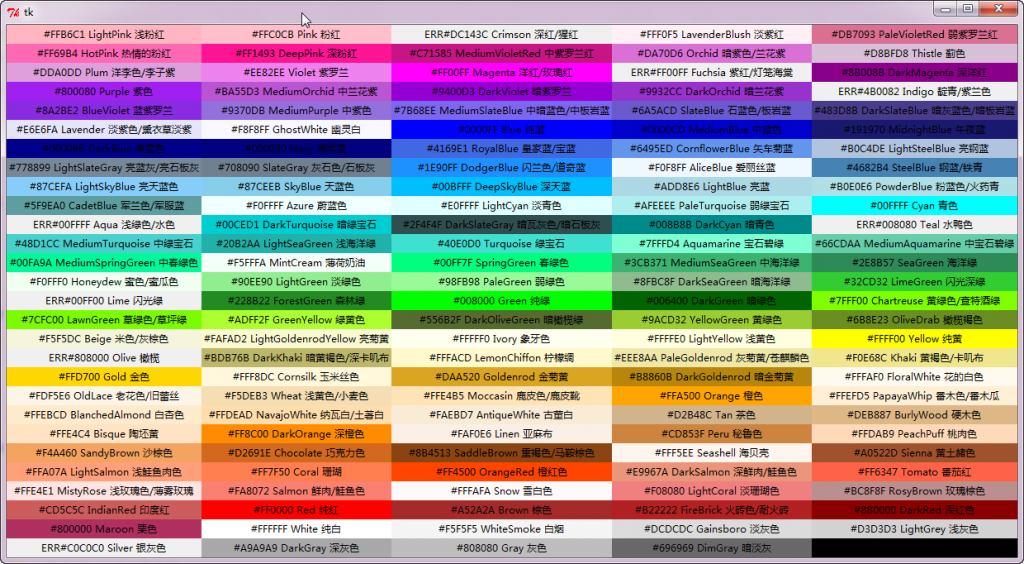 tk
#FFB6C1 LightPink 浅粉红 #FFC0CB Pink 粉红 ERR#DC143C Crimson 深红/猩红 #FFF0F5 LavenderBlush 淡紫红 #DB7093 PaleVioletRed 弱紫罗兰红
#FF69B4 HotPink 热情的粉红 #FF1493 DeepPink 深粉红 #C71585 MediumVioletRed 中紫罗兰红 #DA70D6 Orchid 暗紫色/兰花紫 #D8BFD8 Thistle 蓟色
#DDA0DD Plum 洋李色/李子紫 #EE82EE Violet 紫罗兰 #FF00FF Magenta 洋红/玫瑰红 ERR#FF00FF Fuchsia 紫红/灯笼海棠 #8B008B DarkMagenta 深洋红
#800080 Purple 紫色 #BA55D3 MediumOrchid 中兰花紫 #9400D3 DarkViolet 暗紫罗兰 #9932CC DarkOrchid 暗兰花紫 ERR#4B0082 Indigo 靛青/紫兰色
#8A2BE2 BlueViolet 蓝紫罗兰 #9370DB MediumPurple 中紫色 #7B68EE MediumSlateBlue 中暗蓝色/中板岩蓝 #6A5ACD SlateBlue 石蓝色/板岩蓝 #483D8B DarkSlateBlue 暗灰蓝色/暗板岩蓝
#E6E6FA Lavender 淡紫色/熏衣草淡紫 #F8F8FF GhostWhite 幽灵白 #0000FF Blue 纯蓝 #0000CD MediumBlue 中蓝色 #191970 MidnightBlue 午夜蓝
#00008B DarkBlue 暗蓝色 #000080 Navy 海军蓝 #4169E1 RoyalBlue 皇家蓝/宝蓝 #6495ED CornflowerBlue 矢车菊蓝 #B0C4DE LightSteelBlue 亮钢蓝
#778899 LightSlateGray 亮蓝灰/亮石板灰 #708090 SlateGray 灰石色/石板灰 #1E90FF DodgerBlue 闪兰色/道奇蓝 #F0F8FF AliceBlue 爱丽丝蓝 #4682B4 SteelBlue 钢蓝/铁青
#87CEFA LightSkyBlue 亮天蓝色 #87CEEB SkyBlue 天蓝色 #00BFFF DeepSkyBlue 深天蓝 #ADD8E6 LightBlue 亮蓝 #B0E0E6 PowderBlue 粉蓝色/火药青
#5F9EA0 CadetBlue 军兰色/军服蓝 #F0FFFF Azure 蔚蓝色 #E0FFFF LightCyan 淡青色 #AFEEEE PaleTurquoise 弱绿宝石 #00FFFF Cyan 青色
ERR#00FFFF Aqua 浅绿色/水色 #00CED1 DarkTurquoise 暗绿宝石 #2F4F4F DarkSlateGray 暗瓦灰色/暗石板灰 #008B8B DarkCyan 暗青色 ERR#008080 Teal 水鸭色
#48D1CC MediumTurquoise 中绿宝石 #20B2AA LightSeaGreen 浅海洋绿 #40E0D0 Turquoise 绿宝石 #7FFFD4 Aquamarine 宝石碧绿 #66CDAA MediumAquamarine 中宝石碧绿
#00FA9A MediumSpringGreen 中春绿色 #F5FFFA MintCream 薄荷奶油 #00FF7F SpringGreen 春绿色 #3CB371 MediumSeaGreen 中海洋绿 #2E8B57 SeaGreen 海洋绿
#F0FFF0 Honeydew 蜜色/蜜瓜色 #90EE90 LightGreen 淡绿色 #98FB98 PaleGreen 弱绿色 #8FBC8F DarkSeaGreen 暗海洋绿 #32CD32 LimeGreen 闪光深绿
ERR#00FF00 Lime 闪光绿 #228B22 ForestGreen 森林绿 #008000 Green 纯绿 #006400 DarkGreen 暗绿色 #7FFF00 Chartreuse 黄绿色/查特酒绿
#7CFC00 LawnGreen 草绿色/草坪绿 #ADFF2F GreenYellow 绿黄色 #556B2F DarkOliveGreen 暗橄榄绿 #9ACD32 YellowGreen 黄绿色 #6B8E23 OliveDrab 橄榄褐色
#F5F5DC Beige 米色/灰棕色 #FAFAD2 LightGoldenrodYellow 亮菊黄 #FFFFF0 Ivory 象牙色 #FFFFE0 LightYellow 浅黄色 #FFFF00 Yellow 纯黄
ERR#808000 Olive 橄榄 #BDB76B DarkKhaki 暗黄褐色/深卡叽布 #FFFACD LemonChiffon 柠檬绸 #EEE8AA PaleGoldenrod 灰菊黄/苍麒麟色 #F0E68C Khaki 黄褐色/卡叽布
#FFD700 Gold 金色 #FFF8DC Cornsilk 玉米丝色 #DAA520 Goldenrod 金菊黄 #B8860B DarkGoldenrod 暗金菊黄 #FFFAF0 FloralWhite 花的白色
#FDF5E6 OldLace 老花色/旧蕾丝 #F5DEB3 Wheat 浅黄色/小麦色 #FFE4B5 Moccasin 鹿皮色/鹿皮靴 #FFA500 Orange 橙色 #FFEFD5 PapayaWhip 番木色/番木瓜
#FFEBCD BlanchedAlmond 白杏色 #FFDEAD NavajoWhite 纳瓦白/土著白 #FAEBD7 AntiqueWhite 古董白 #D2B48C Tan 茶色 #DEB887 BurlyWood 硬木色
#FFE4C4 Bisque 陶坯黄 #FF8C00 DarkOrange 深橙色 #FAF0E6 Linen 亚麻布 #CD853F Peru 秘鲁色 #FFDAB9 PeachPuff 桃肉色
#F4A460 SandyBrown 沙棕色 #D2691E Chocolate 巧克力色 #8B4513 SaddleBrown 重褐色/马鞍棕色 #FFF5EE Seashell 海贝壳 #A0522D Sienna 黄土赭色
#FFA07A LightSalmon 浅鲑鱼肉色 #FF7F50 Coral 珊瑚 #FF4500 OrangeRed 橙红色 #E9967A DarkSalmon 深鲜肉/鲑鱼色 #FF6347 Tomato 番茄红
#FFE4E1 MistyRose 浅玫瑰色/薄雾玫瑰 #FA8072 Salmon 鲜肉/鲑鱼色 #FFFAFA Snow 雪白色 #F08080 LightCoral 淡珊瑚色 #BC8F8F RosyBrown 玫瑰棕色
#CD5C5C IndianRed 印度红 #FF0000 Red 纯红 #A52A2A Brown 棕色 #B22222 FireBrick 火砖色/耐火砖 #8B0000 DarkRed 深红色
#800000 Maroon 栗色 #FFFFFF White 纯白 #F5F5F5 WhiteSmoke 白烟 #DCDCDC Gainsboro 淡灰色 #D3D3D3 LightGrey 浅灰色
ERR#C0C0C0 Silver 银灰色 #A9A9A9 DarkGray 深灰色 #808080 Gray 灰色 #696969 DimGray 暗淡灰